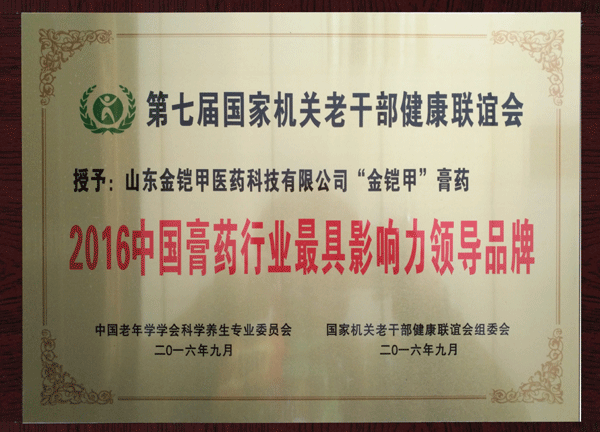 第七届国家机关老干部健康联谊会
授予：山东金铠甲医药科技有限公司“金铠甲”膏药
2016中国膏药行业最具影响力领导品牌
中国老年学学会科学养生专业委员会 国家机关老干部健康联谊会组委会
二〇一六年九月 二〇一六年九月